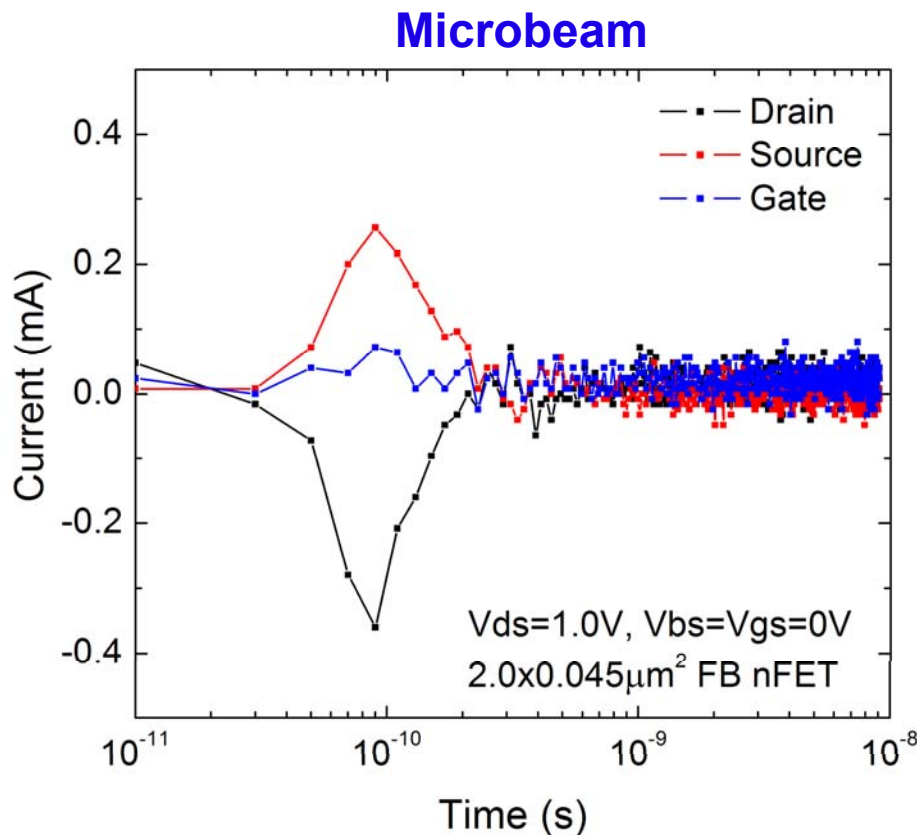 Microbeam
Drain
Source
Gate
0.4
0.2
0.0
-0.2
-0.4
Current (mA)
Vds=1.0V, Vbs=Vgs=0V
2.0x0.045μm² FB nFET
10⁻¹¹ 10⁻¹⁰ 10⁻⁹ 10⁻⁸
Time (s)